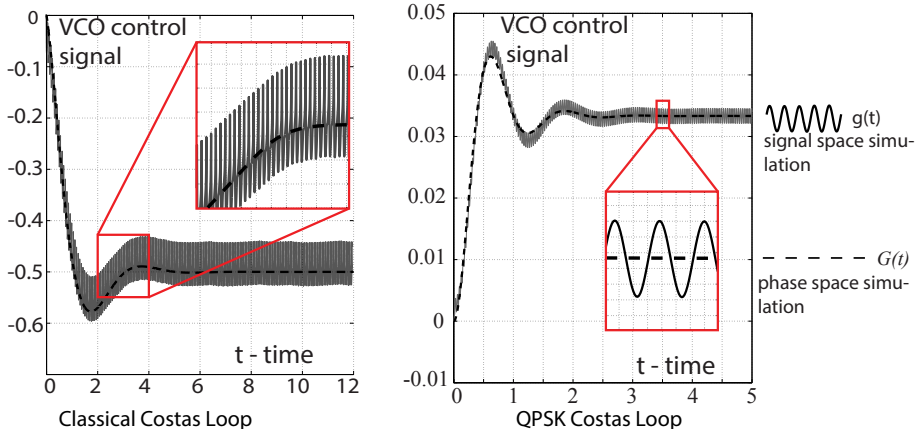 VCO control
signal
0
-0.1
-0.2
-0.3
-0.4
-0.5
-0.6
0 2 4 6 8 10 12
t - time
Classical Costas Loop
VCO control
signal
0.05
0.04
0.03
0.02
0.01
0
-0.01
0 1 2 3 4 5
t - time
QPSK Costas Loop
g(t)
signal space simu-
lation
G(t)
phase space simu-
lation